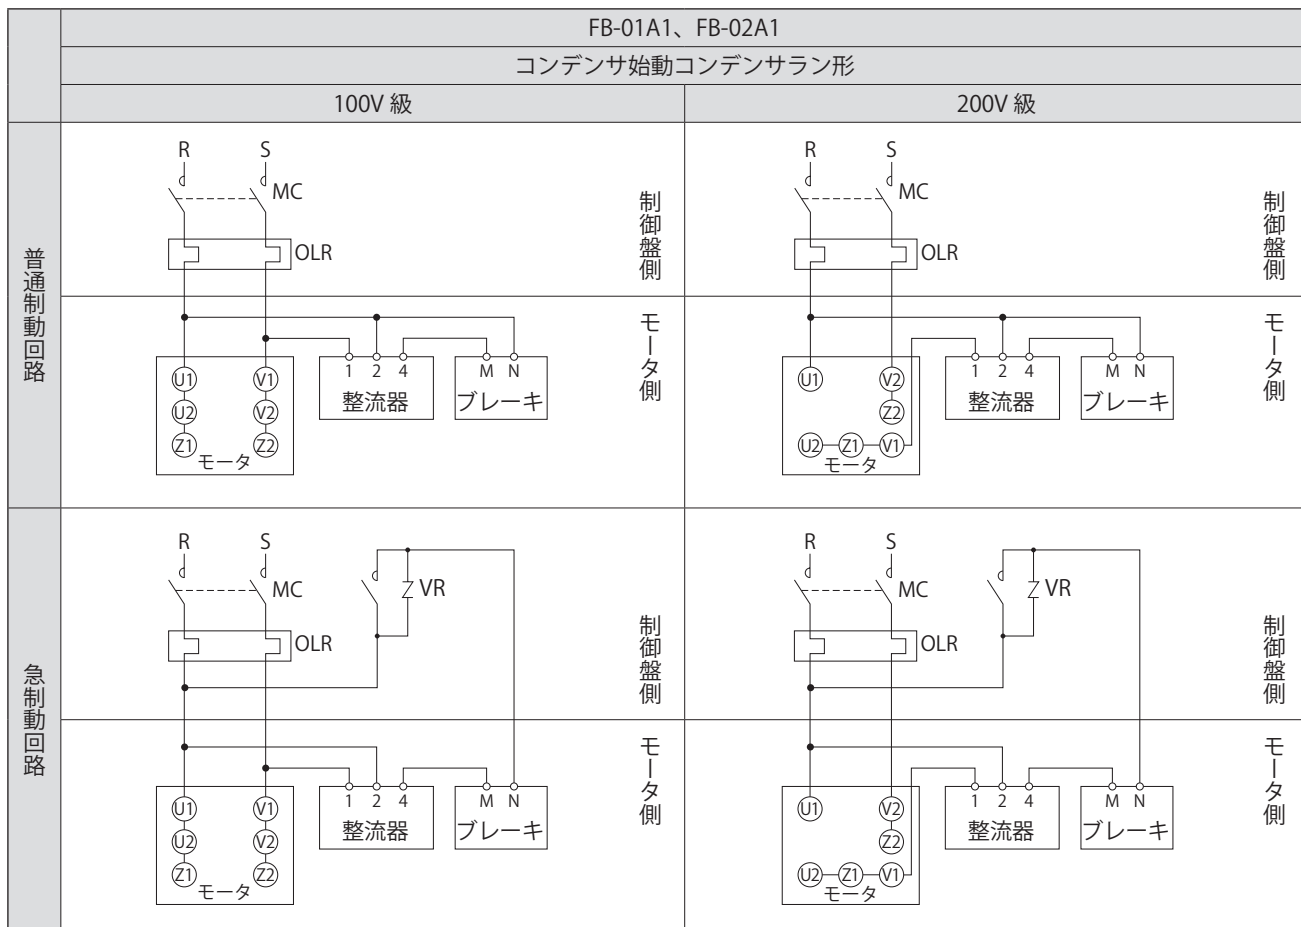 FB-01A1、FB-02A1
コンデンサ始動コンデンサラン形
100V 級
200V 級
普通制動回路
R S
MC
OLR
制御盤側
モータ側
1 2 4
M N
整流器
ブレーキ
U1 V1
U2 V2
Z1 Z2
モータ
R S
MC
OLR
制御盤側
モータ側
1 2 4
M N
整流器
ブレーキ
U1 V2
Z2
U2 Z1 V1
モータ
急制動回路
R S
MC
VR
OLR
制御盤側
モータ側
1 2 4
M N
整流器
ブレーキ
U1 V1
U2 V2
Z1 Z2
モータ
R S
MC
VR
OLR
制御盤側
モータ側
1 2 4
M N
整流器
ブレーキ
U1 V2
Z2
U2 Z1 V1
モータ